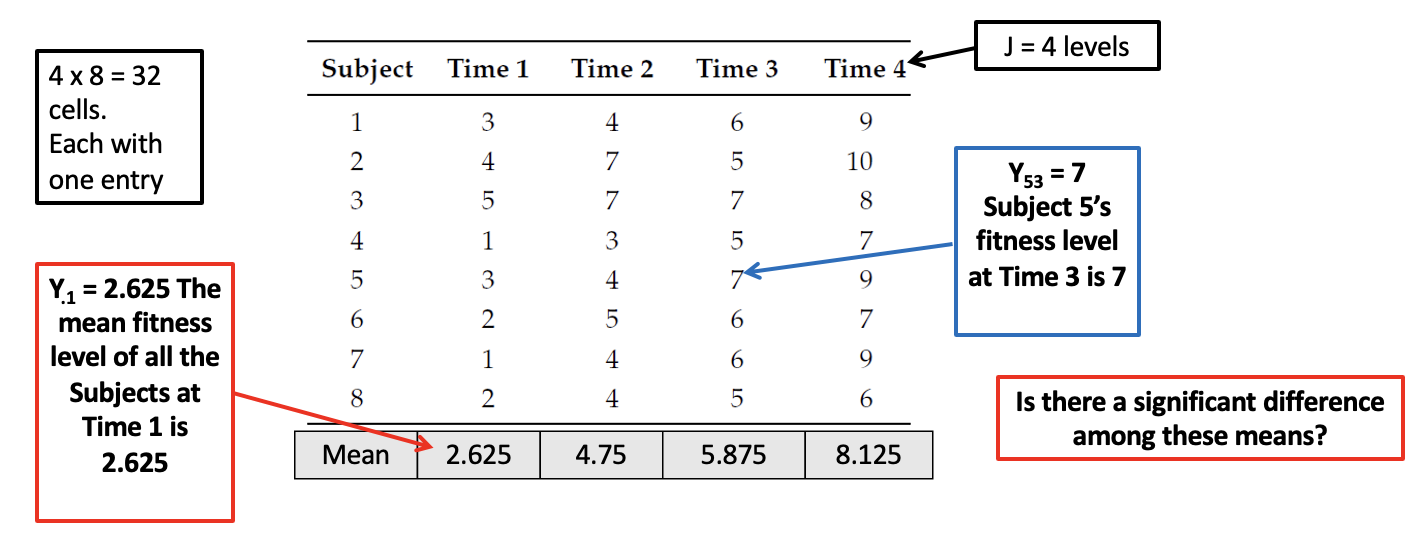 4 x 8 = 32
cells.
Each with
one entry
J = 4 levels
Subject Time 1 Time 2 Time 3 Time 4
1 3 4 6 9
2 4 7 5 10
3 5 7 7 8
4 1 3 5 7
5 3 4 7 9
6 2 5 6 7
7 1 4 6 9
8 2 4 5 6
Mean 2.625 4.75 5.875 8.125
Y.1 = 2.625 The
mean fitness
level of all the
Subjects at
Time 1 is
2.625
Y53 = 7
Subject 5’s
fitness level
at Time 3 is 7
Is there a significant difference
among these means?